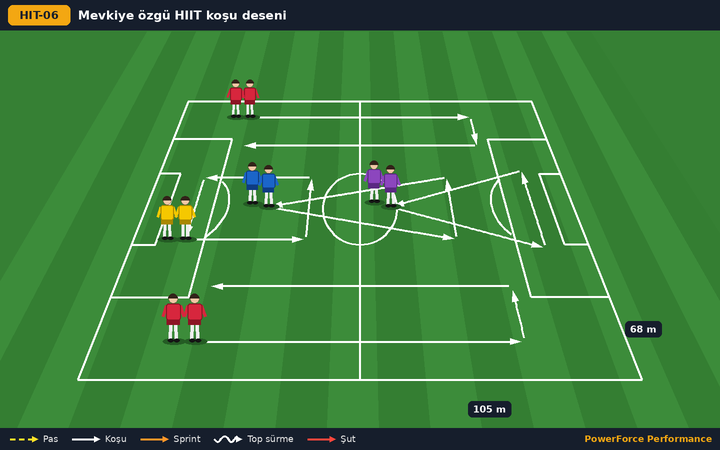 HIT-06 Mevkiye özgü HIIT koşu deseni
68 m
105 m
Pas Koşu Sprint Top sürme Şut PowerForce Performance